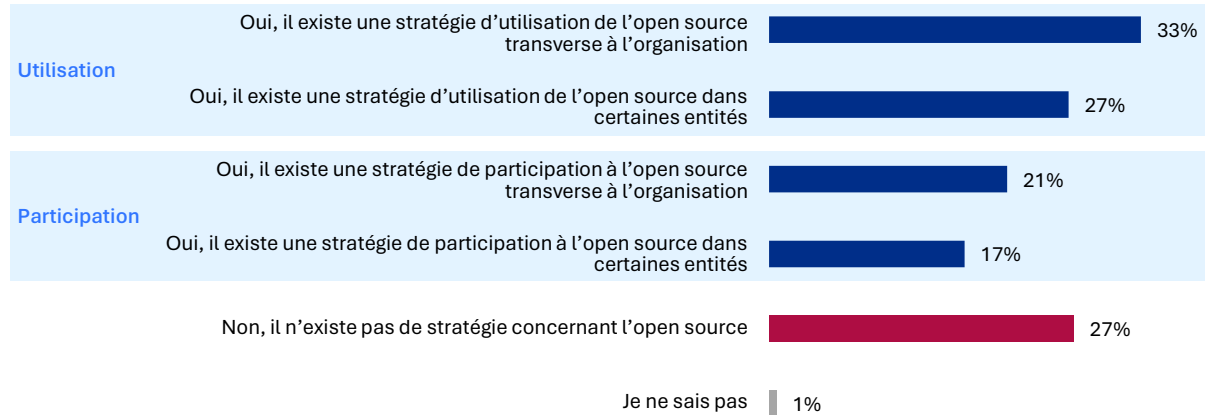 Oui, il existe une stratégie d’utilisation de l’open source
transverse à l’organisation
33%
Utilisation
Oui, il existe une stratégie d’utilisation de l’open source dans
certaines entités
27%
Oui, il existe une stratégie de participation à l’open source
transverse à l’organisation
21%
Participation
Oui, il existe une stratégie de participation à l’open source dans
certaines entités
17%
Non, il n’existe pas de stratégie concernant l’open source
27%
Je ne sais pas
1%